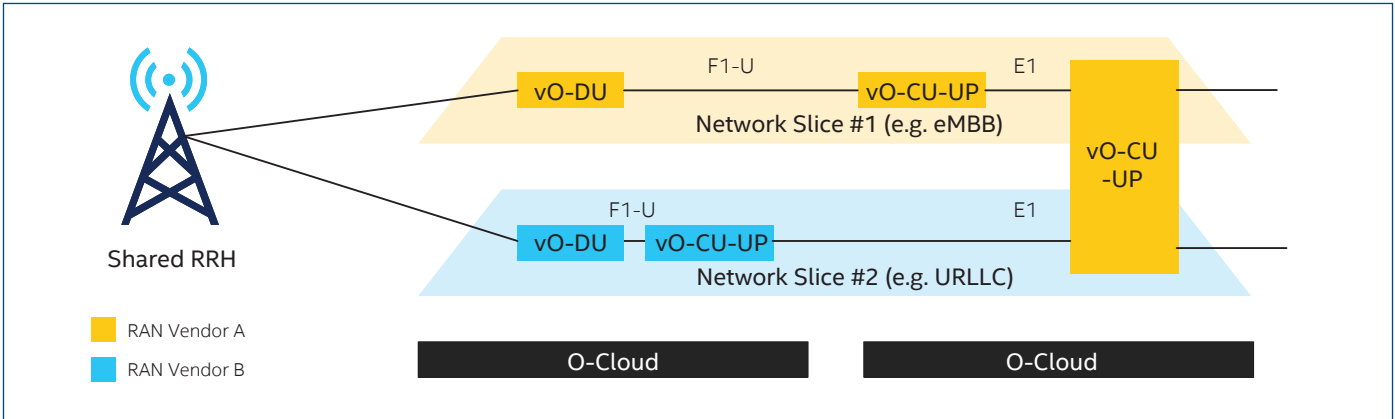 F1-U
E1
vO-DU
vO-CU-UP
Network Slice #1 (e.g. eMBB)
vO-CU
-UP
F1-U
E1
vO-DU
vO-CU-UP
Network Slice #2 (e.g. URLLC)
Shared RRH
RAN Vendor A
RAN Vendor B
O-Cloud
O-Cloud